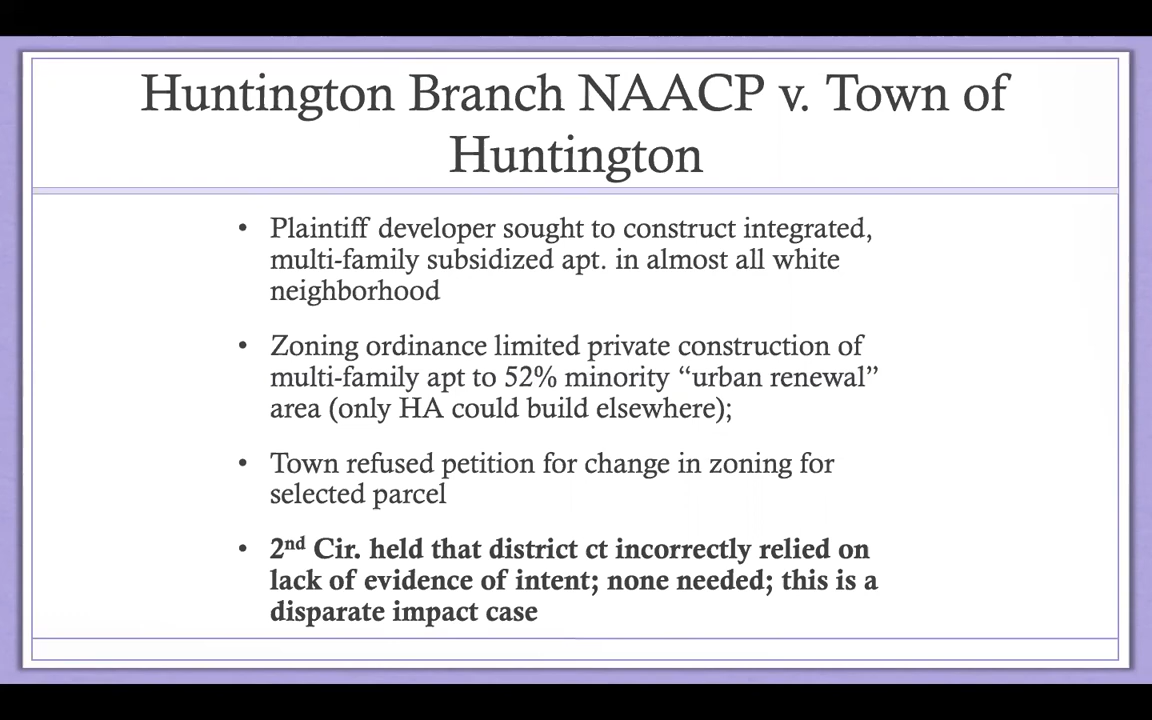 Huntington Branch NAACP v. Town of
Huntington
• Plaintiff developer sought to construct integrated,
multi-family subsidized apt. in almost all white
neighborhood
• Zoning ordinance limited private construction of
multi-family apt to 52% minority “urban renewal”
area (only HA could build elsewhere);
• Town refused petition for change in zoning for
selected parcel
• 2nd Cir. held that district ct incorrectly relied on
lack of evidence of intent; none needed; this is a
disparate impact case